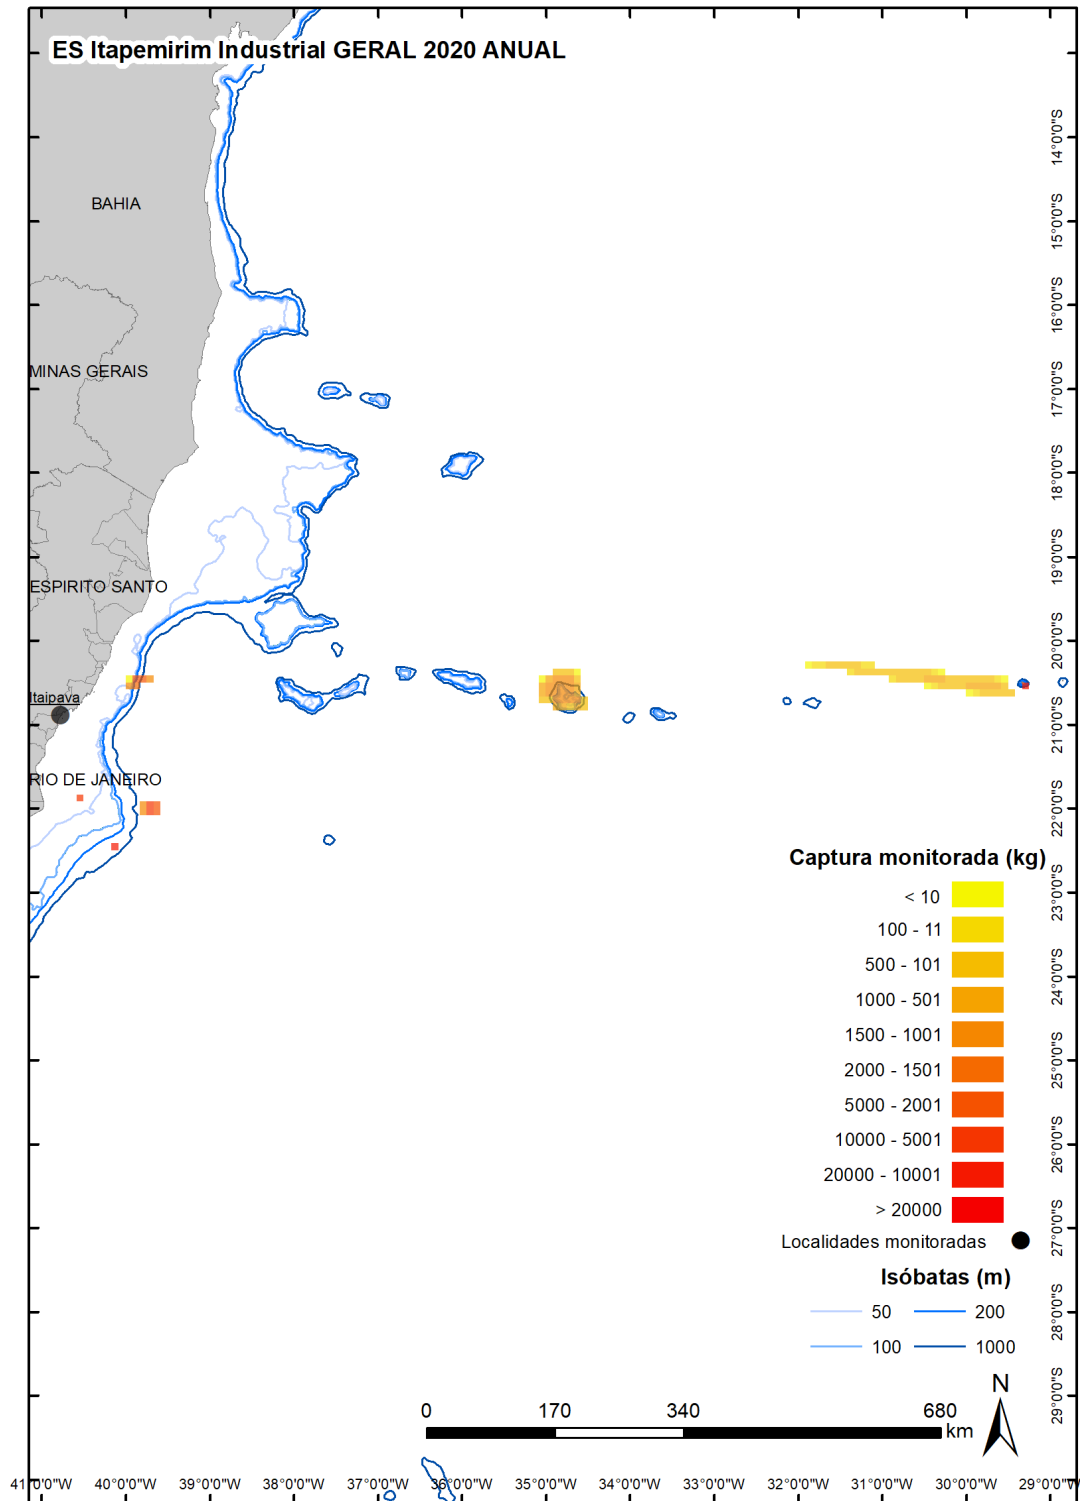 ES Itapemirim Industrial GERAL 2020 ANUAL
BAHIA
MINAS GERAIS
ESPIRITO SANTO
Itaipava
RIO DE JANEIRO
14°0'0"S
15°0'0"S
16°0'0"S
17°0'0"S
18°0'0"S
19°0'0"S
20°0'0"S
21°0'0"S
22°0'0"S
23°0'0"S
24°0'0"S
25°0'0"S
26°0'0"S
27°0'0"S
28°0'0"S
29°0'0"S
Captura monitorada (kg)
< 10
100 - 11
500 - 101
1000 - 501
1500 - 1001
2000 - 1501
5000 - 2001
10000 - 5001
20000 - 10001
> 20000
Localidades monitoradas
Isóbatas (m)
50 200
100 1000
N
0 170 340 680
km
41°0'0"W 40°0'0"W 39°0'0"W 38°0'0"W 37°0'0"W 36°0'0"W 35°0'0"W 34°0'0"W 33°0'0"W 32°0'0"W 31°0'0"W 30°0'0"W 29°0'0"W